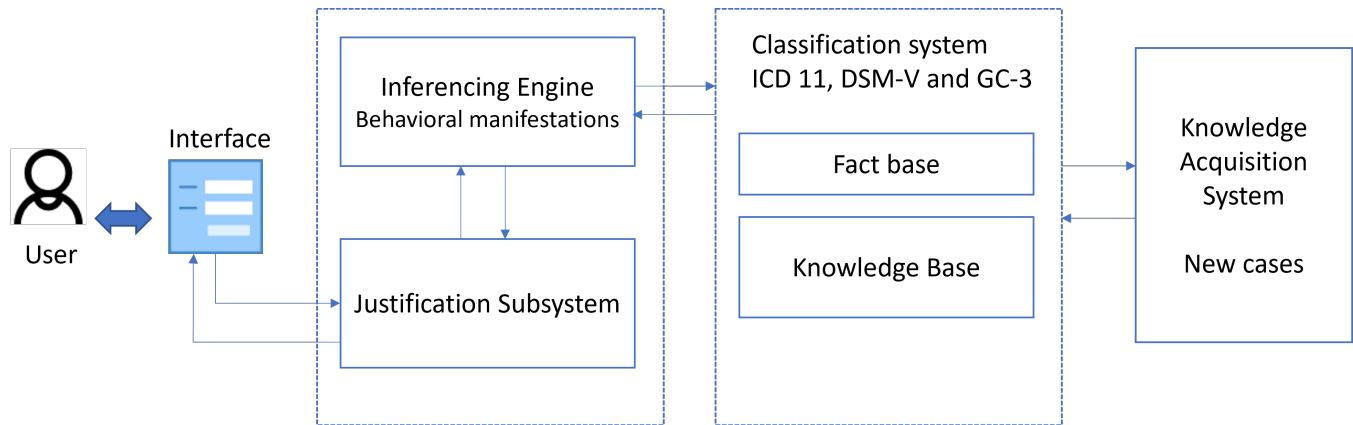 User
Interface
Inferencing Engine
Behavioral manifestations
Justification Subsystem
Classification system
ICD 11, DSM-V and GC-3
Fact base
Knowledge Base
Knowledge
Acquisition
System
New cases